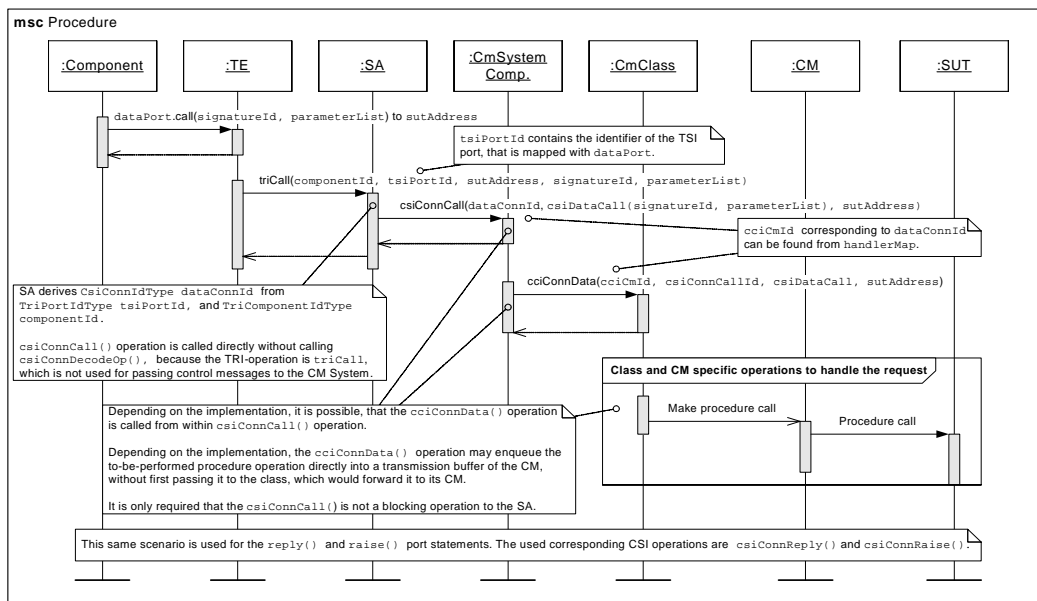 msc Procedure
:Component
:TE
:SA
:CmSystem
Comp.
:CmClass
:CM
:SUT
dataPort.call(signatureId, parameterList) to sutAddress
tsiPortId contains the identifier of the TSI
port, that is mapped with dataPort.
triCall(componentId, tsiPortId, sutAddress, signatureId, parameterList)
csiConnCall(dataConnId, csiDataCall(signatureId, parameterList), sutAddress)
cciCmId corresponding to dataConnId
can be found from handlerMap.
cciConnData(cciCmId, csiConnCallId, csiDataCall, sutAddress)
SA derives CsiConnIdType dataConnId from
TriPortIdType tsiPortId, and TriComponentIdType
componentId.
csiConnCall() operation is called directly without calling
csiConnDecodeOp(), because the TRI-operation is triCall,
which is not used for passing control messages to the CM System.
Class and CM specific operations to handle the request
Make procedure call
Procedure call
Depending on the implementation, it is possible, that the cciConnData() operation
is called from within csiConnCall() operation.
Depending on the implementation, the cciConnData() operation may enqueue the
to-be-performed procedure operation directly into a transmission buffer of the CM,
without first passing it to the class, which would forward it to its CM.
It is only required that the csiConnCall() is not a blocking operation to the SA.
This same scenario is used for the reply() and raise() port statements. The used corresponding CSI operations are csiConnReply() and csiConnRaise().